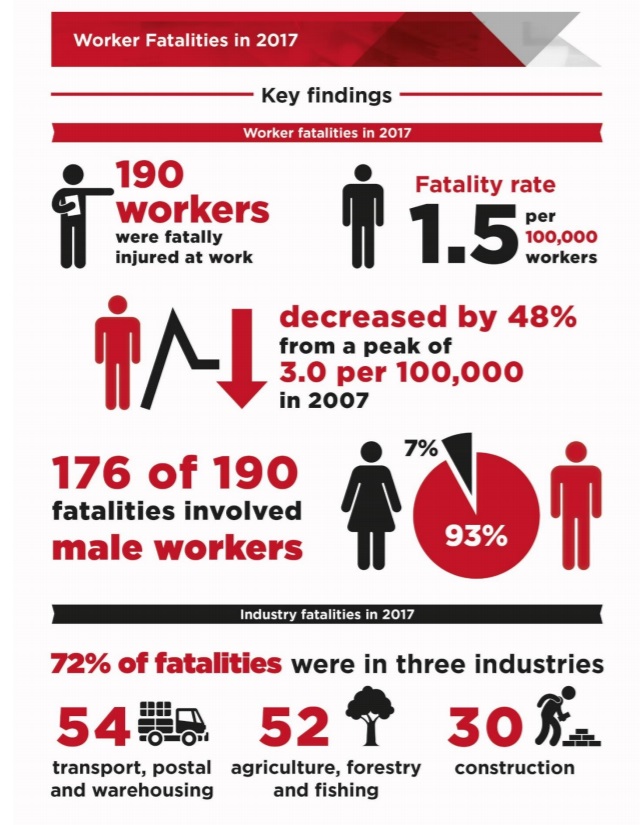 Worker Fatalities in 2017
Key findings
Worker fatalities in 2017
190
workers
were fatally
injured at work
Fatality rate
1.5
per
100,000
workers
decreased by 48%
from a peak of
3.0 per 100,000
in 2007
176 of 190
fatalities involved
male workers
7%
93%
Industry fatalities in 2017
72% of fatalities were in three industries
54
transport, postal
and warehousing
52
agriculture, forestry
and fishing
30
construction